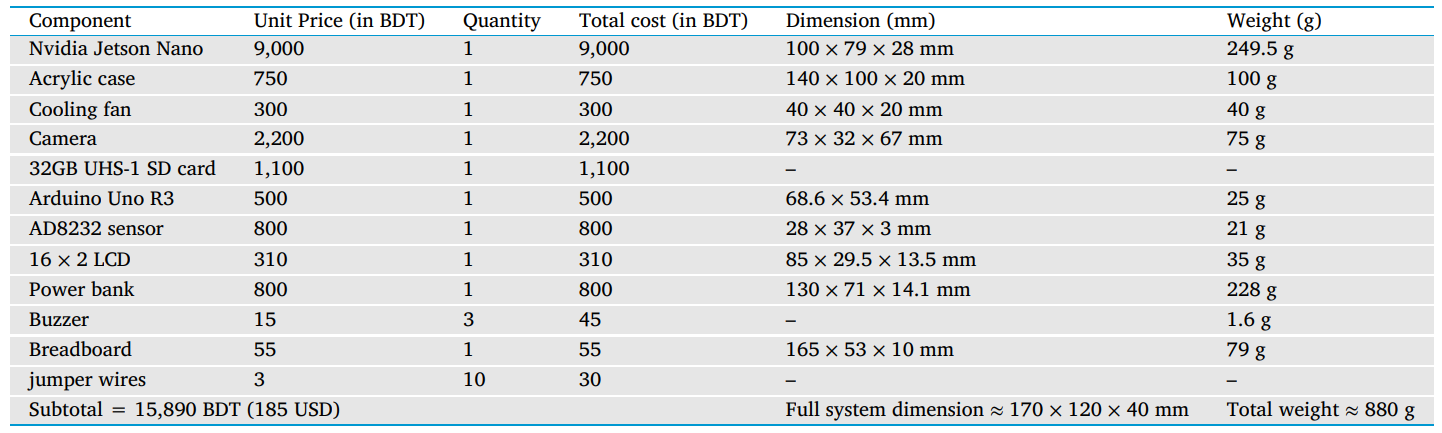 Component Unit Price (in BDT) Quantity Total cost (in BDT) Dimension (mm) Weight (g)
Nvidia Jetson Nano 9,000 1 9,000 100 × 79 × 28 mm 249.5 g
Acrylic case 750 1 750 140 × 100 × 20 mm 100 g
Cooling fan 300 1 300 40 × 40 × 20 mm 40 g
Camera 2,200 1 2,200 73 × 32 × 67 mm 75 g
32GB UHS-1 SD card 1,100 1 1,100 – –
Arduino Uno R3 500 1 500 68.6 × 53.4 mm 25 g
AD8232 sensor 800 1 800 28 × 37 × 3 mm 21 g
16 × 2 LCD 310 1 310 85 × 29.5 × 13.5 mm 35 g
Power bank 800 1 800 130 × 71 × 14.1 mm 228 g
Buzzer 15 3 45 – 1.6 g
Breadboard 55 1 55 165 × 53 × 10 mm 79 g
jumper wires 3 10 30 – –
Subtotal = 15,890 BDT (185 USD) Full system dimension ≈ 170 × 120 × 40 mm Total weight ≈ 880 g